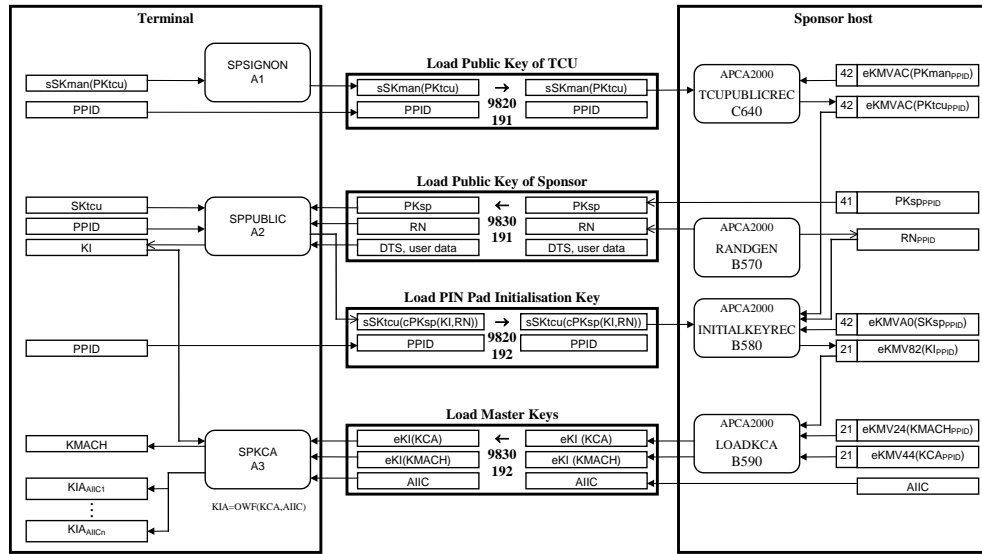 Terminal
Sponsor host
SPSIGNON
A1
sSKman(PKtcu)
PPID
Load Public Key of TCU
sSKman(PKtcu) → sSKman(PKtcu)
9820
PPID PPID
191
APCA2000
TCUPUBLICREC
C640
42 eKMVAC(PKmanPPID)
42 eKMVAC(PKtcuPPID)
SKtcu
PPID
KI
SPPUBLIC
A2
Load Public Key of Sponsor
PKsp ← PKsp
9830
RN RN
191
DTS, user data DTS, user data
APCA2000
RANDGEN
B570
41 PKspPPID
RNPPID
Load PIN Pad Initialisation Key
sSKtcu(cPKsp(KI,RN)) → sSKtcu(cPKsp(KI,RN))
9820
PPID PPID
192
PPID
APCA2000
INITIALKEYREC
B580
42 eKMVA0(SKspPPID)
21 eKMV82(KIPPID)
Load Master Keys
eKI(KCA) ← eKI (KCA)
9830
eKI(KMACH) eKI (KMACH)
192
AIIC AIIC
KMACH
KIAAIIC1
⋮
KIAAIICn
SPKCA
A3
KIA=OWF(KCA,AIIC)
APCA2000
LOADKCA
B590
21 eKMV24(KMACHPPID)
21 eKMV44(KCAPPID)
AIIC